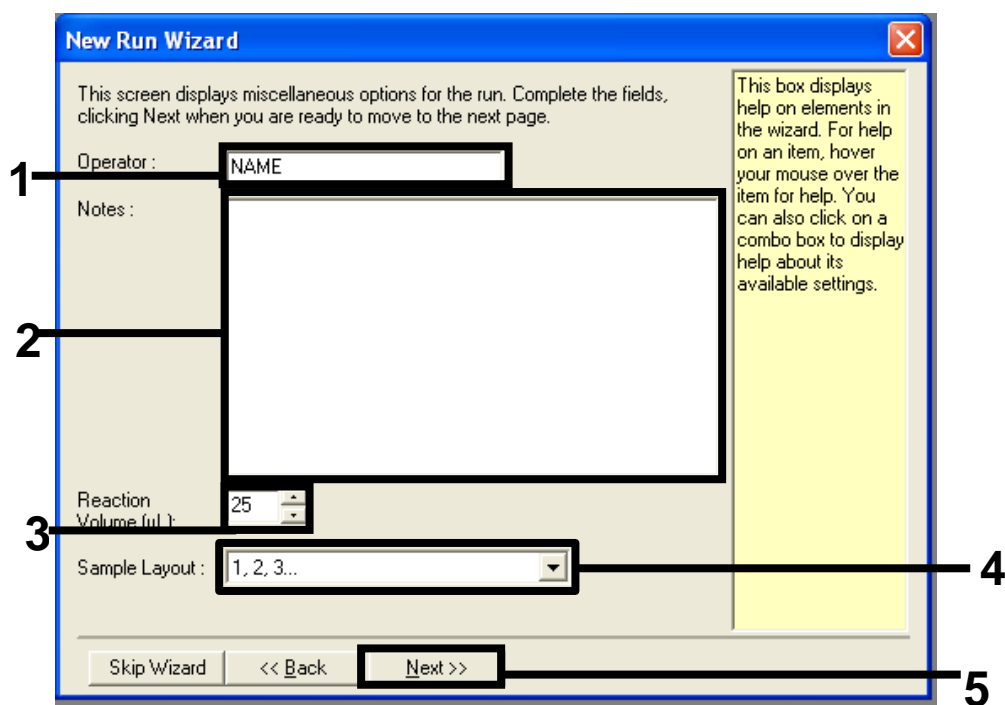 New Run Wizard
This screen displays miscellaneous options for the run. Complete the fields,
clicking Next when you are ready to move to the next page.
This box displays
help on elements in
the wizard. For help
on an item, hover
your mouse over the
item for help. You
can also click on a
combo box to display
help about its
available settings.
1
Operator :
NAME
Notes :
2
Reaction
Volume (µL):
25
3
Sample Layout :
1, 2, 3...
4
Skip Wizard
<< Back
Next >>
5